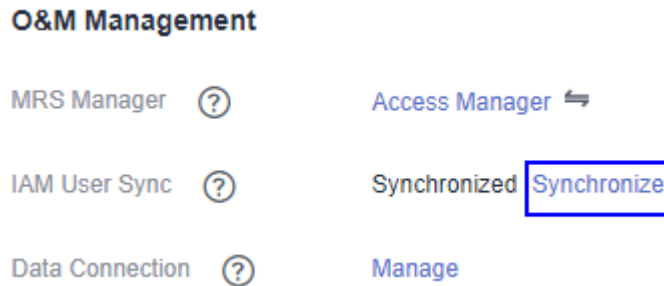 O&M Management
MRS Manager ? Access Manager
IAM User Sync ? Synchronized Synchronize
Data Connection ? Manage